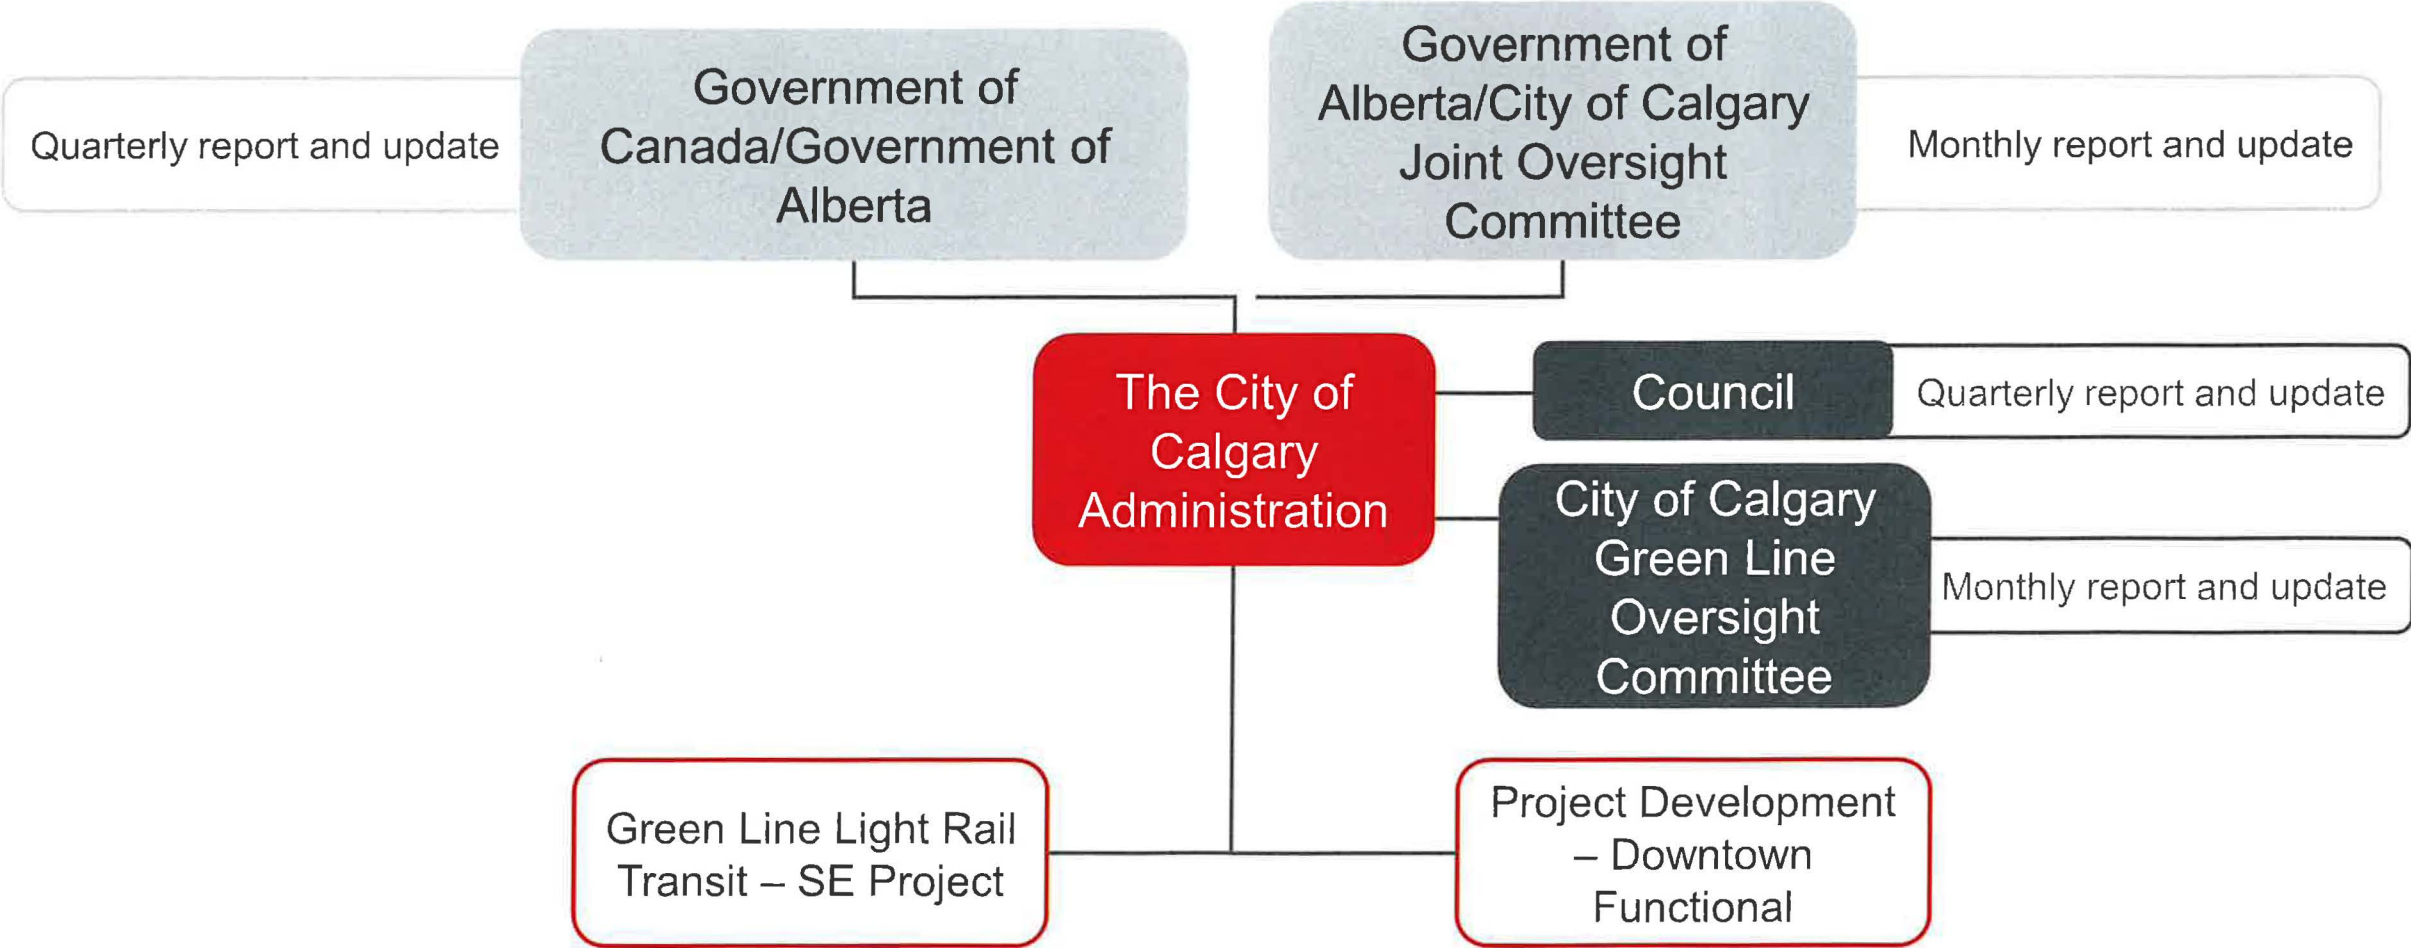 Quarterly report and update
Government of
Canada/Government of
Alberta
Government of
Alberta/City of Calgary
Joint Oversight
Committee
Monthly report and update
The City of
Calgary
Administration
Council
Quarterly report and update
City of Calgary
Green Line
Oversight
Committee
Monthly report and update
Green Line Light Rail
Transit – SE Project
Project Development
– Downtown
Functional